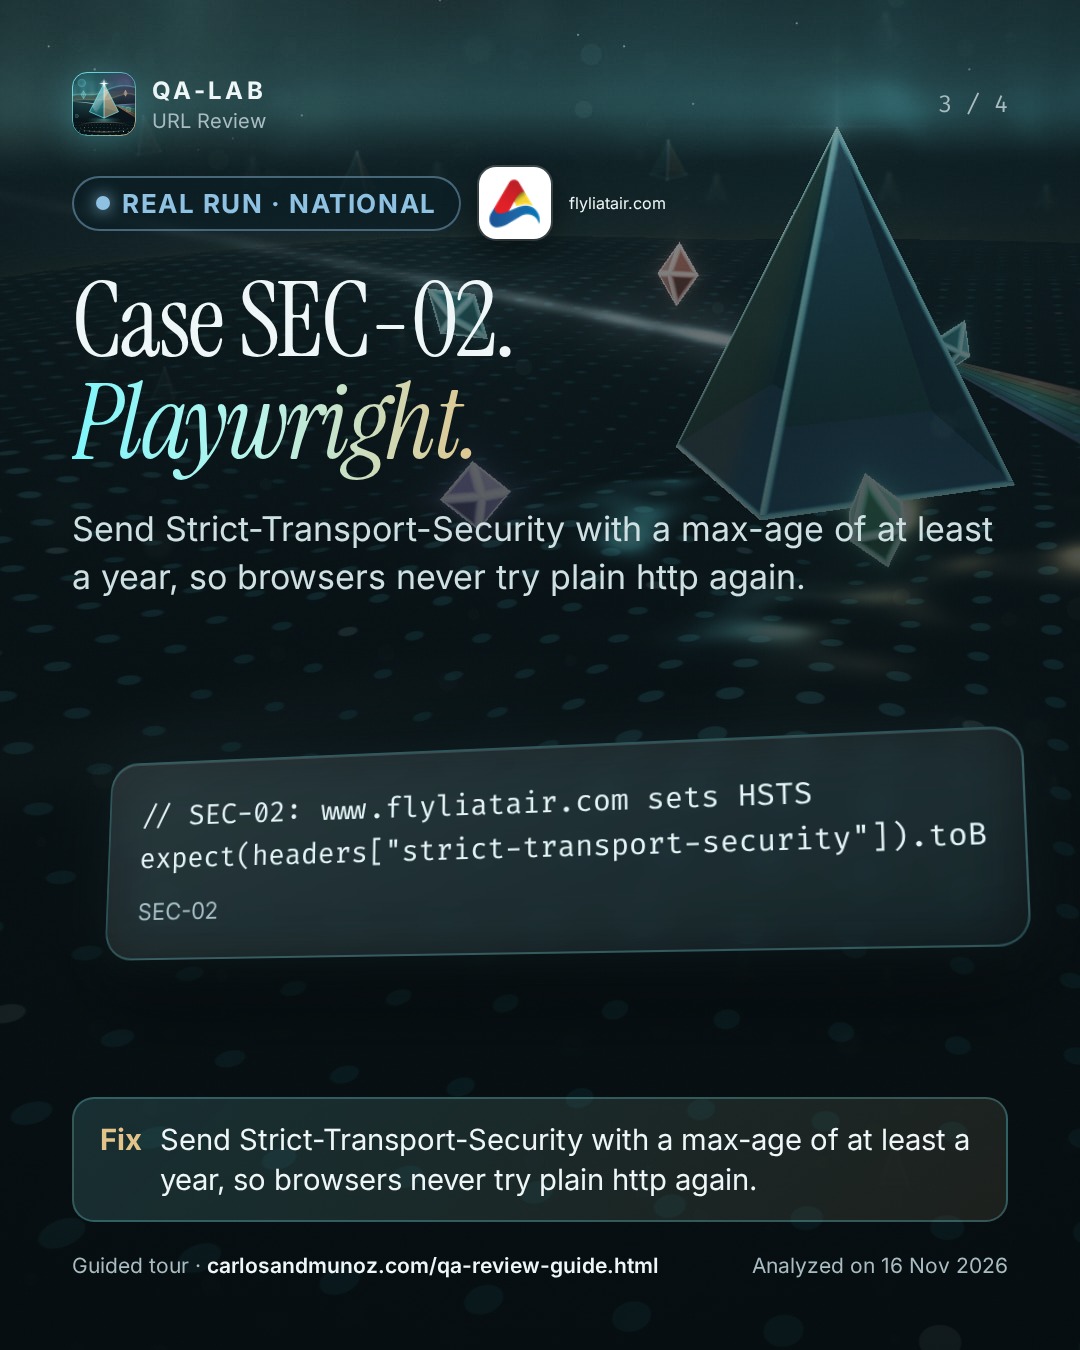 QA-LAB
URL Review
3 / 4
REAL RUN · NATIONAL
flyliatair.com
Case SEC-02.
Playwright.
Send Strict-Transport-Security with a max-age of at least
a year, so browsers never try plain http again.
// SEC-02: www.flyliatair.com sets HSTS
expect(headers["strict-transport-security"]).toB
SEC-02
Fix Send Strict-Transport-Security with a max-age of at least a
year, so browsers never try plain http again.
Guided tour · carlosandmunoz.com/qa-review-guide.html
Analyzed on 16 Nov 2026